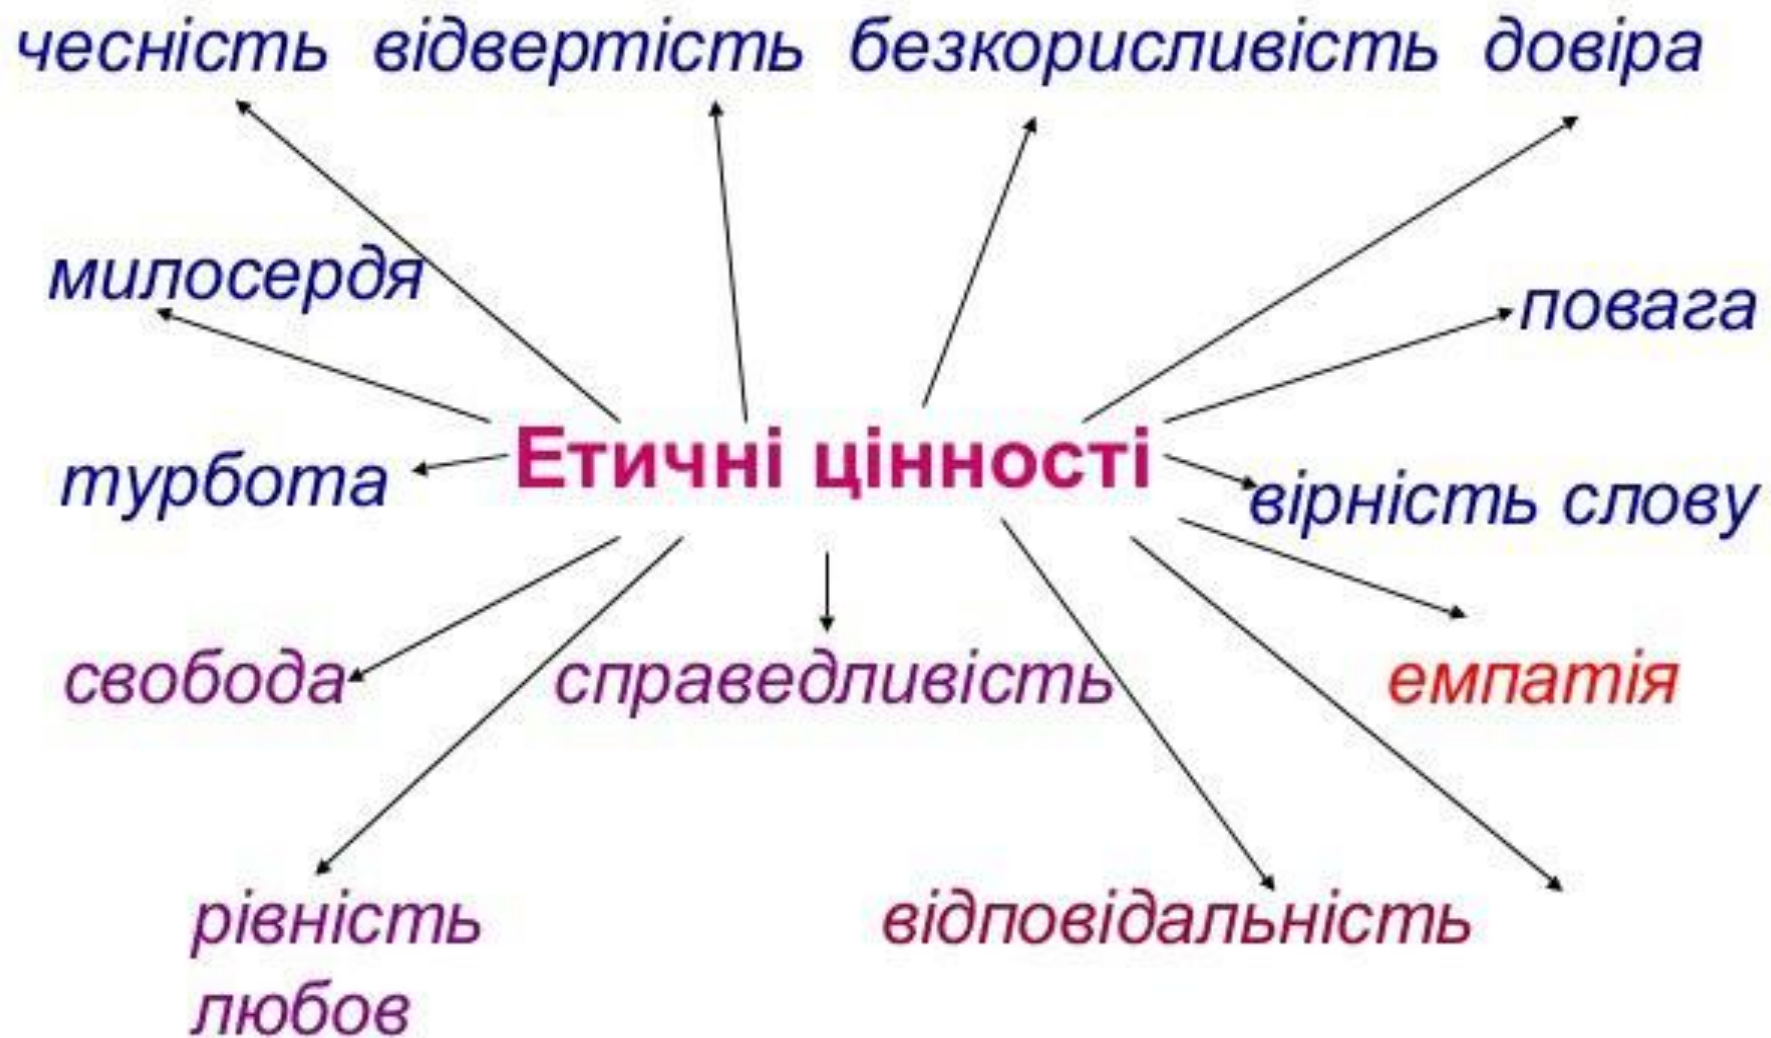 чесність відвертість безкорисливість довіра
милосердя
повага
Етичні цінності
турбота
вірність слову
свобода
справедливість
емпатія
рівність
відповідальність
любов